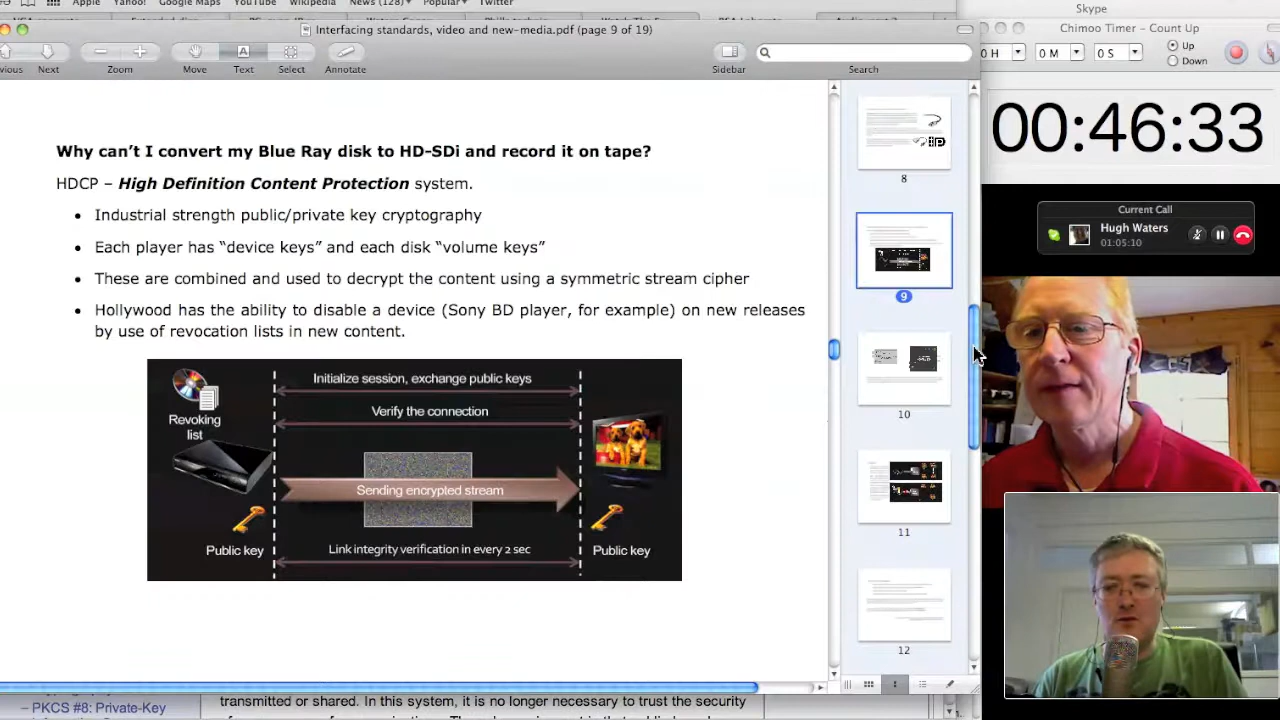 Apple
Yahoo!
Google Maps
YouTube
Wikipedia
News (128)
Popular
Twitter
Skype
Interfacing standards, video and new-media.pdf (page 9 of 19)
Chimoo Timer – Count Up
0 H
0 M
0 S
Up
Down
vious
Next
Zoom
Move
Text
Select
Annotate
Sidebar
Search
00:46:33
Why can't I convert my Blue Ray disk to HD-SDi and record it on tape?
HDCP – High Definition Content Protection system.
• Industrial strength public/private key cryptography
• Each player has “device keys” and each disk “volume keys”
• These are combined and used to decrypt the content using a symmetric stream cipher
• Hollywood has the ability to disable a device (Sony BD player, for example) on new releases
by use of revocation lists in new content.
Revoking
list
Initialize session, exchange public keys
Verify the connection
Sending encrypted stream
Public key
Link integrity verification in every 2 sec
Public key
8
9
10
11
12
Current Call
Hugh Waters
01:05:10
– PKCS #8: Private-Key
transmitted or shared. In this system, it is no longer necessary to trust the security